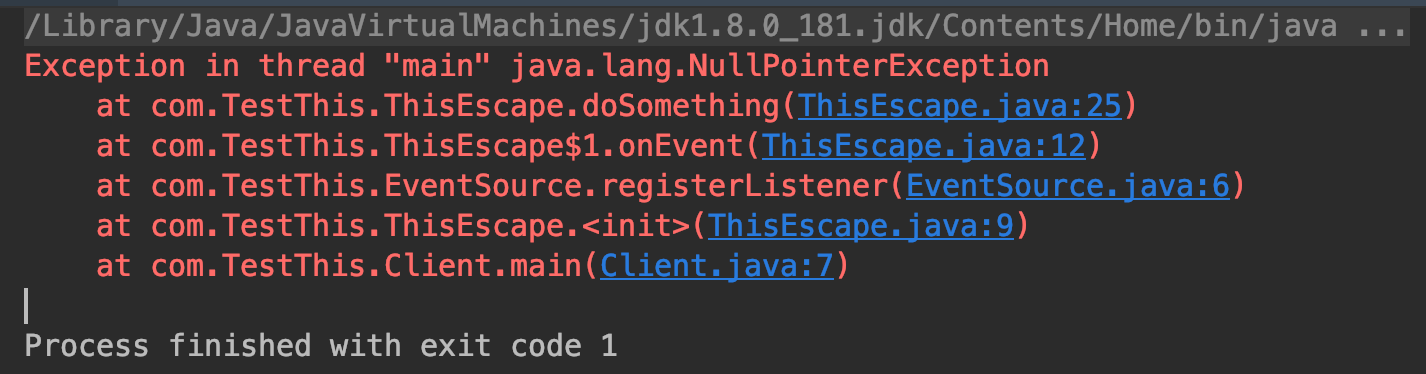 /Library/Java/JavaVirtualMachines/jdk1.8.0_181.jdk/Contents/Home/bin/java ...
Exception in thread "main" java.lang.NullPointerException
    at com.TestThis.ThisEscape.doSomething(ThisEscape.java:25)
    at com.TestThis.ThisEscape$1.onEvent(ThisEscape.java:12)
    at com.TestThis.EventSource.registerListener(EventSource.java:6)
    at com.TestThis.ThisEscape.<init>(ThisEscape.java:9)
    at com.TestThis.Client.main(Client.java:7)
Process finished with exit code 1